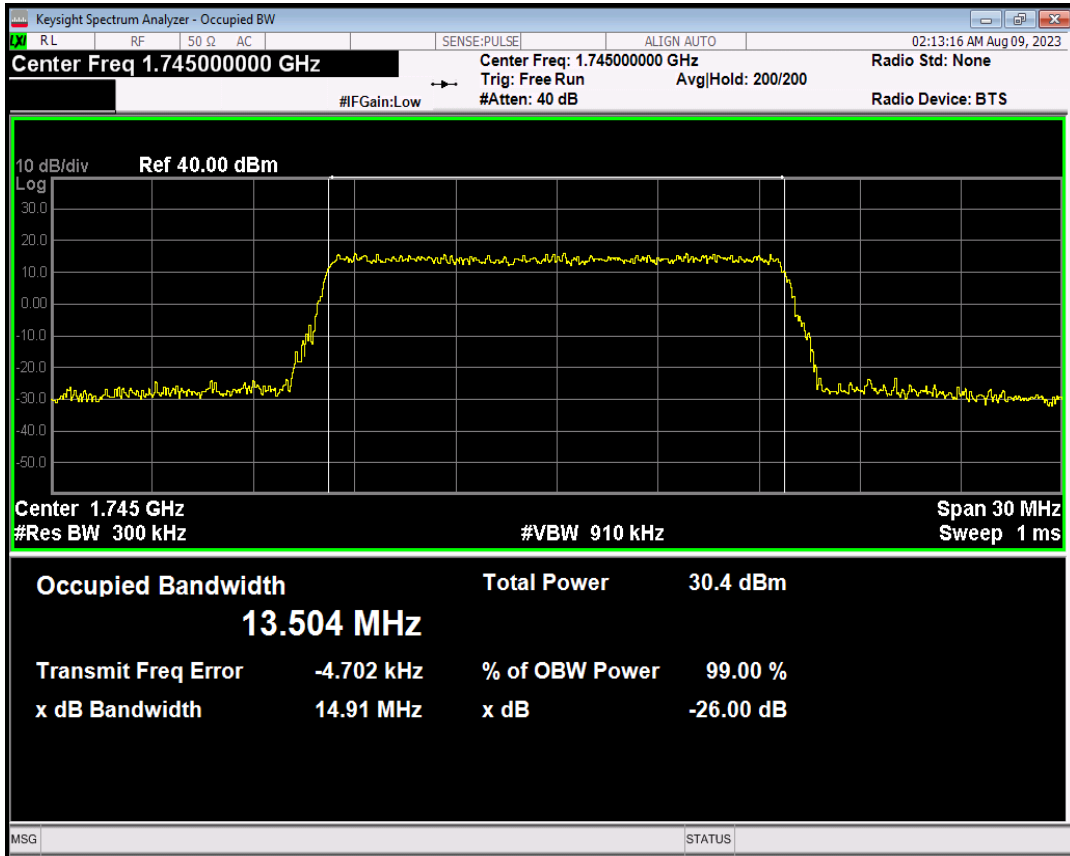 Keysight Spectrum Analyzer - Occupied BW
LXI RL RF 50 Ω AC SENSE:PULSE ALIGN AUTO 02:13:16 AM Aug 09, 2023
Center Freq 1.745000000 GHz Center Freq: 1.745000000 GHz Radio Std: None
Trig: Free Run Avg|Hold: 200/200
#IFGain:Low #Atten: 40 dB Radio Device: BTS
10 dB/div Ref 40.00 dBm
Log
30.0
20.0
10.0
0.00
-10.0
-20.0
-30.0
-40.0
-50.0
Center 1.745 GHz Span 30 MHz
#Res BW 300 kHz #VBW 910 kHz Sweep 1 ms
Occupied Bandwidth Total Power 30.4 dBm
13.504 MHz
Transmit Freq Error -4.702 kHz % of OBW Power 99.00 %
x dB Bandwidth 14.91 MHz x dB -26.00 dB
MSG STATUS